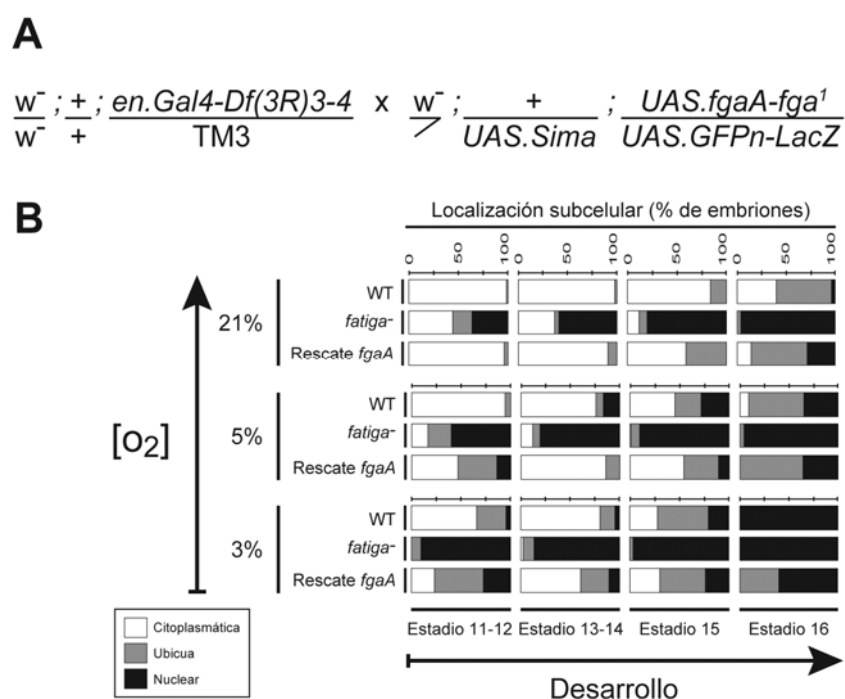 A
w⁻ ; + ; en.Gal4-Df(3R)3-4 x w⁻ ; + ; UAS.fgaA-fga¹
w⁻ + TM3 UAS.Sima UAS.GFPn-LacZ
B
Localización subcelular (% de embriones)
0 50 100 0 50 100 0 50 100 0 50 100
WT
21% fatiga⁻
Rescate fgaA
WT
[O₂] 5% fatiga⁻
Rescate fgaA
WT
3% fatiga⁻
Rescate fgaA
Citoplasmática
Ubicua
Nuclear
Estadio 11-12 Estadio 13-14 Estadio 15 Estadio 16
Desarrollo